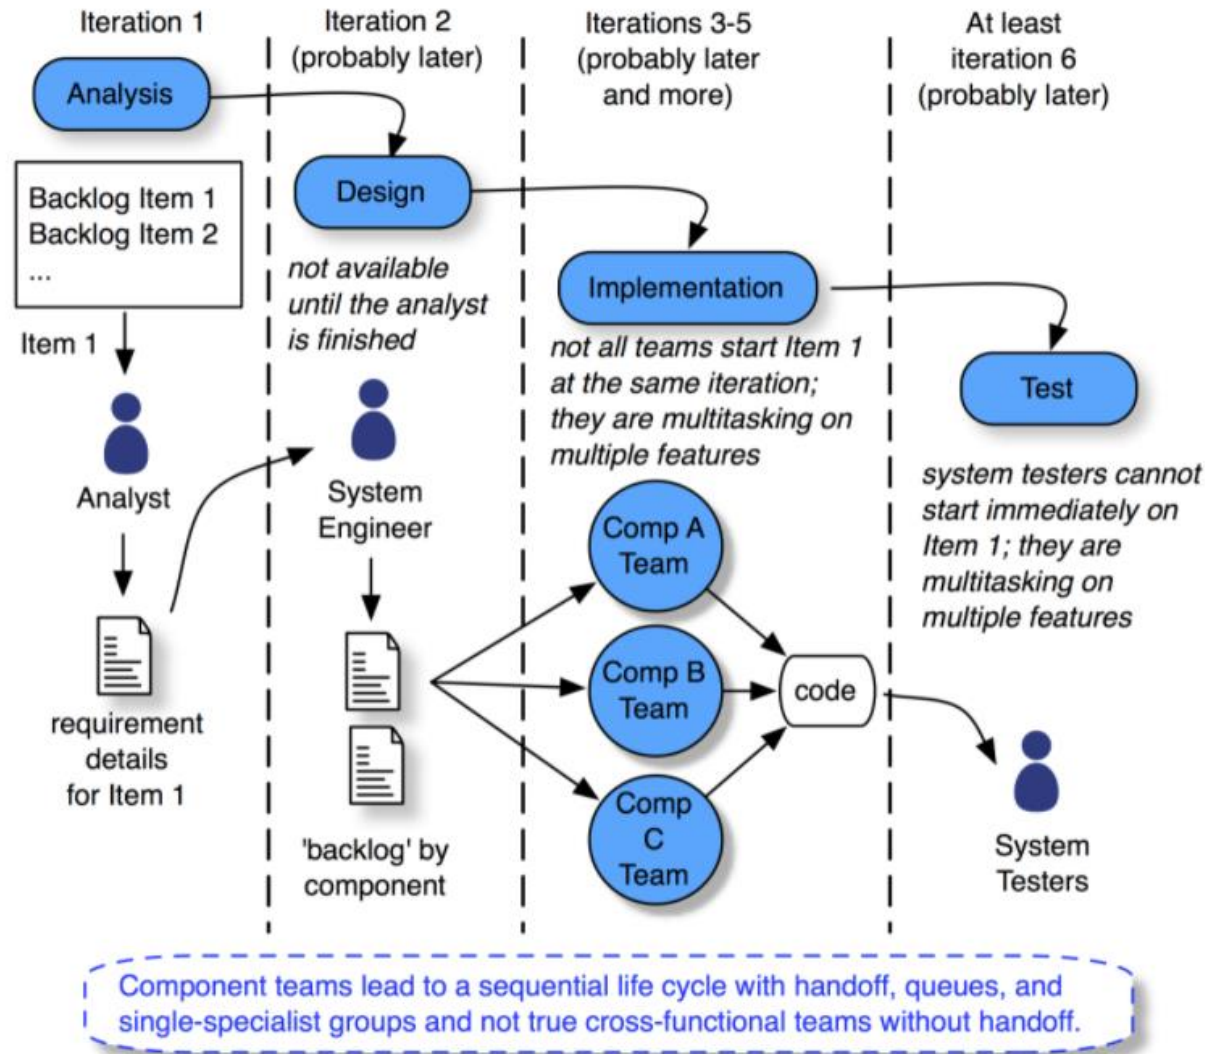 Iteration 1
Analysis
Backlog Item 1
Backlog Item 2
...
Item 1
Analyst
requirement
details
for Item 1
Iteration 2
(probably later)
Design
not available
until the analyst
is finished
System
Engineer
'backlog' by
component
Iterations 3-5
(probably later
and more)
Implementation
not all teams start Item 1
at the same iteration;
they are multitasking on
multiple features
Comp A
Team
Comp B
Team
Comp
C
Team
code
At least
iteration 6
(probably later)
Test
system testers cannot
start immediately on
Item 1; they are
multitasking on
multiple features
System
Testers
Component teams lead to a sequential life cycle with handoff, queues, and
single-specialist groups and not true cross-functional teams without handoff.